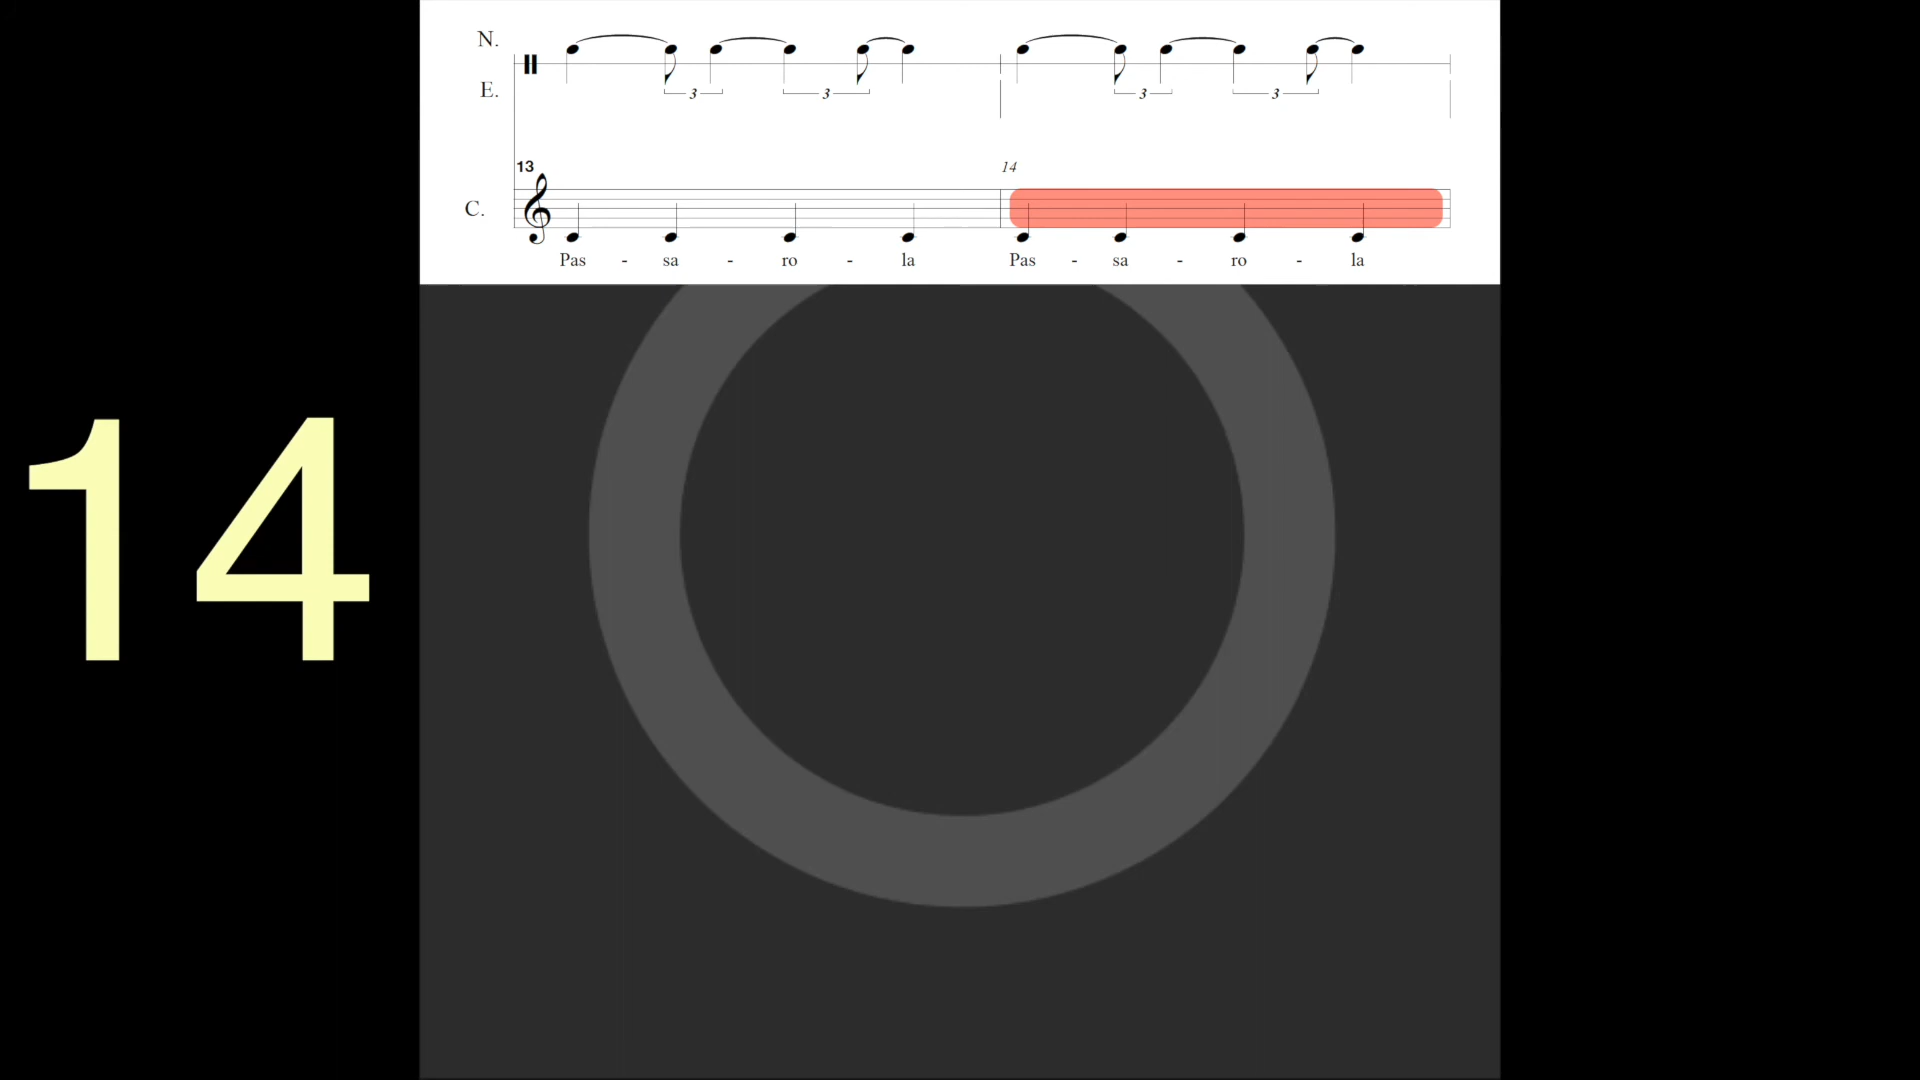 N.
E.
3 3 3 3
13 14
C.
Pas - sa - ro - la Pas - sa - ro - la
14